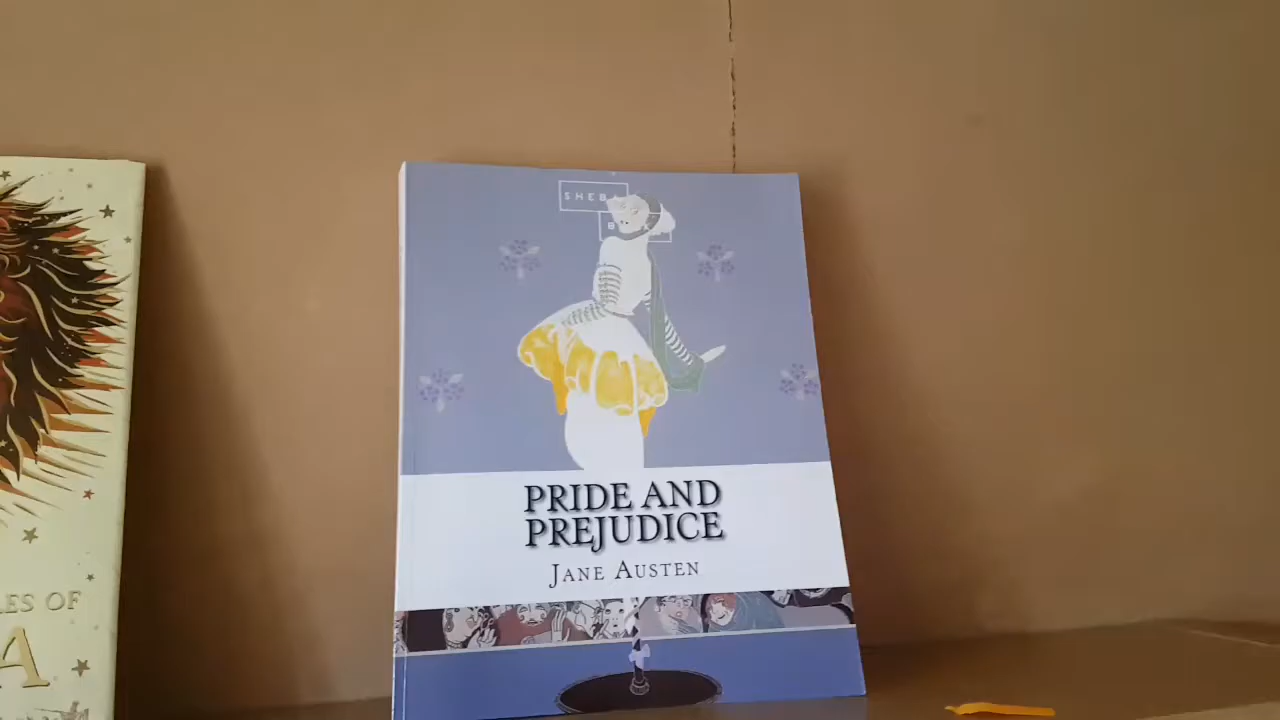 LES OF
A
SHEBA
B
PRIDE AND
PREJUDICE
JANE AUSTEN